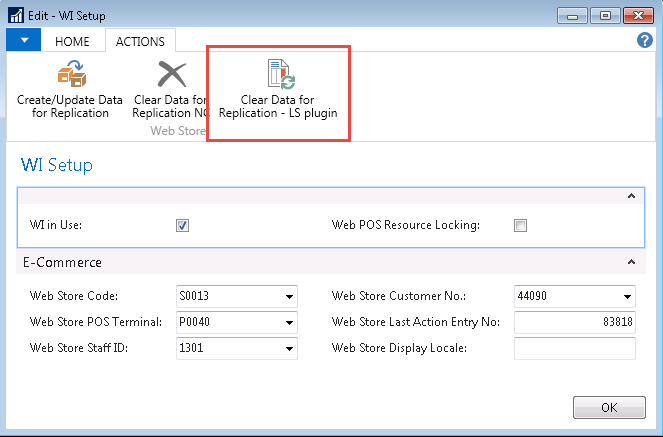 Edit - WI Setup
HOME
ACTIONS
?
Create/Update Data
for Replication
Clear Data for
Replication
Clear Data for
Replication - LS plugin
Web Store
WI Setup
WI in Use:
Web POS Resource Locking:
E-Commerce
Web Store Code:
S0013
Web Store Customer No.:
44090
Web Store POS Terminal:
P0040
Web Store Last Action Entry No:
83818
Web Store Staff ID:
1301
Web Store Display Locale:
OK